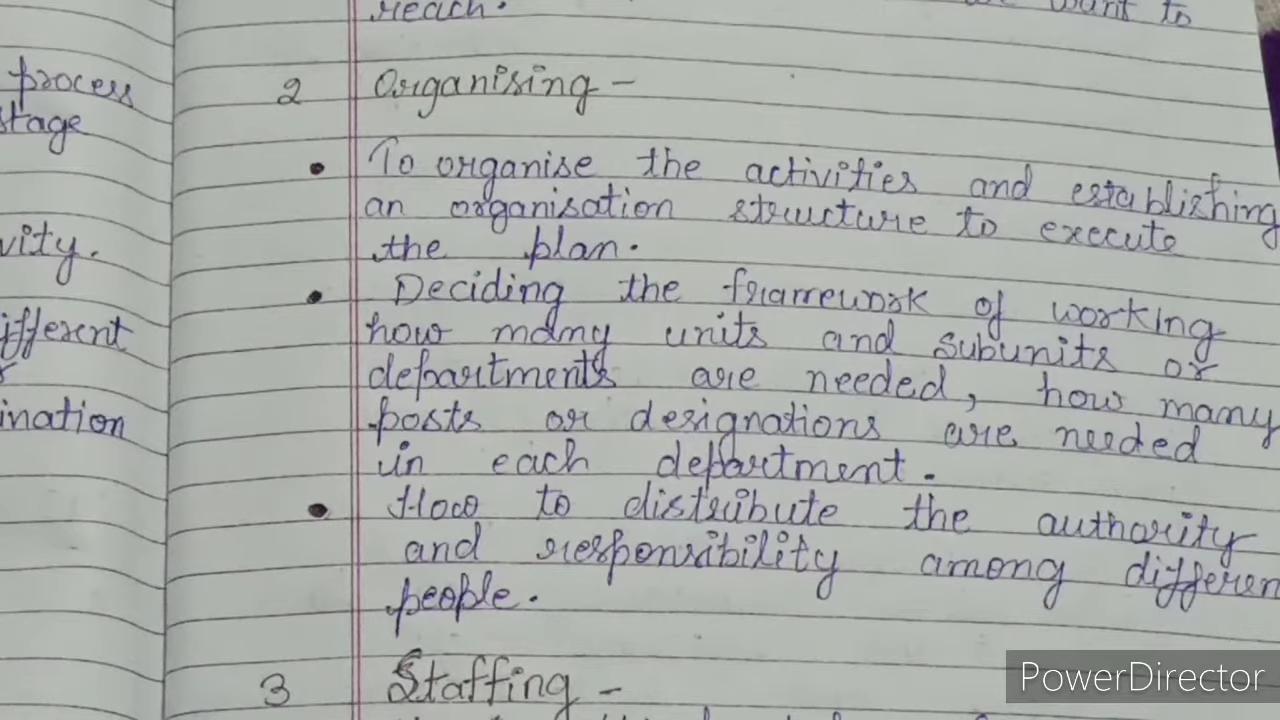 reach. want to
process
stage
vity.
ifferent
ination
2 Organising -
• To organise the activities and establishing
an organisation structure to execute
the plan.
• Deciding the framework of working
how many units and subunits or
departments are needed, how many
posts or designations are needed
in each department.
• How to distribute the authority
and responsibility among differen
people.
3 Staffing -
PowerDirector